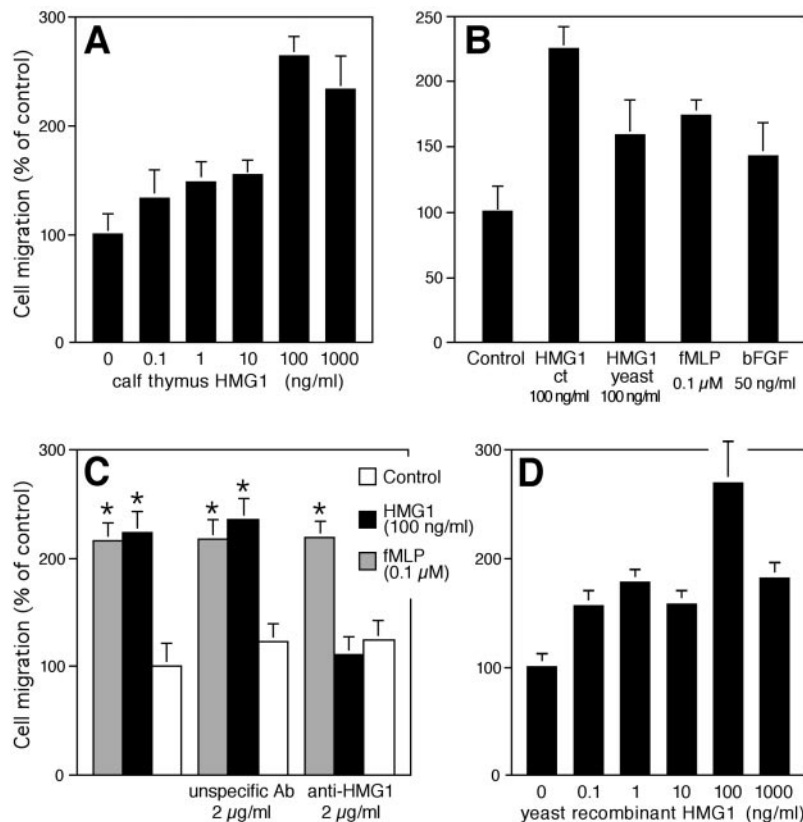 A
Cell migration (% of control)
300
200
100
0
0 0.1 1 10 100 1000
calf thymus HMG1 (ng/ml)
B
250
200
150
100
50
0
Control HMG1 HMG1 fMLP bFGF
ct yeast 0.1 µM 50 ng/ml
100 ng/ml 100 ng/ml
C
Cell migration (% of control)
300
200
100
0
* * * * *
Control
HMG1
(100 ng/ml)
fMLP
(0.1 µM)
unspecific Ab anti-HMG1
2 µg/ml 2 µg/ml
D
300
200
100
0
0 0.1 1 10 100 1000
yeast recombinant HMG1 (ng/ml)